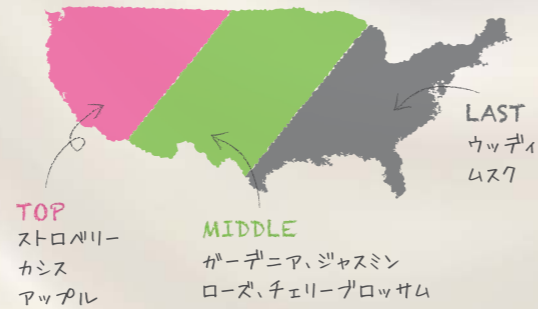 TOP
ストロベリー
カシス
アップル
MIDDLE
ガーデニア、ジャスミン
ローズ、チェリーブロッサム
LAST
ウッディ
ムスク